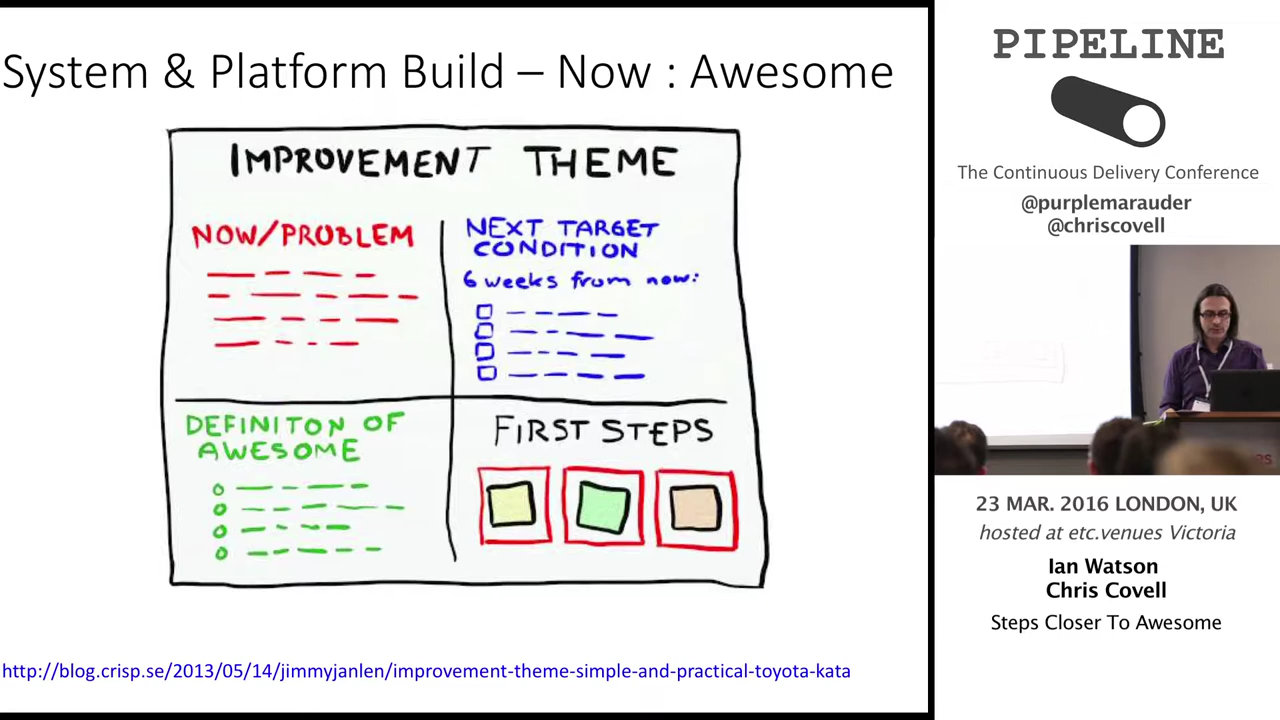 System & Platform Build – Now : Awesome
IMPROVEMENT THEME
NOW/PROBLEM
NEXT TARGET
CONDITION
6 weeks from now:
DEFINITON OF
AWESOME
FIRST STEPS
http://blog.crisp.se/2013/05/14/jimmyjanlen/improvement-theme-simple-and-practical-toyota-kata
PIPELINE
The Continuous Delivery Conference
@purplemarauder
@chriscovell
23 MAR. 2016 LONDON, UK
hosted at etc.venues Victoria
Ian Watson
Chris Covell
Steps Closer To Awesome